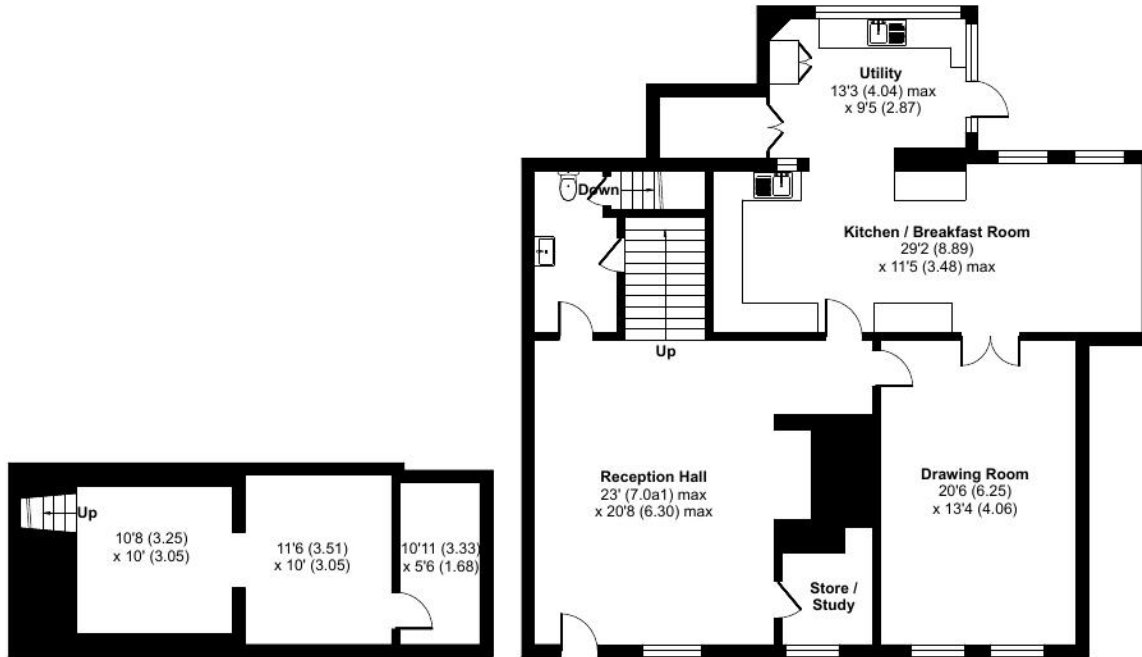 Utility
13'3 (4.04) max
x 9'5 (2.87)
Down
Kitchen / Breakfast Room
29'2 (8.89)
x 11'5 (3.48) max
Up
Reception Hall
23' (7.0a1) max
x 20'8 (6.30) max
Drawing Room
20'6 (6.25)
x 13'4 (4.06)
Store /
Study
Up
10'8 (3.25)
x 10' (3.05)
11'6 (3.51)
x 10' (3.05)
10'11 (3.33)
x 5'6 (1.68)